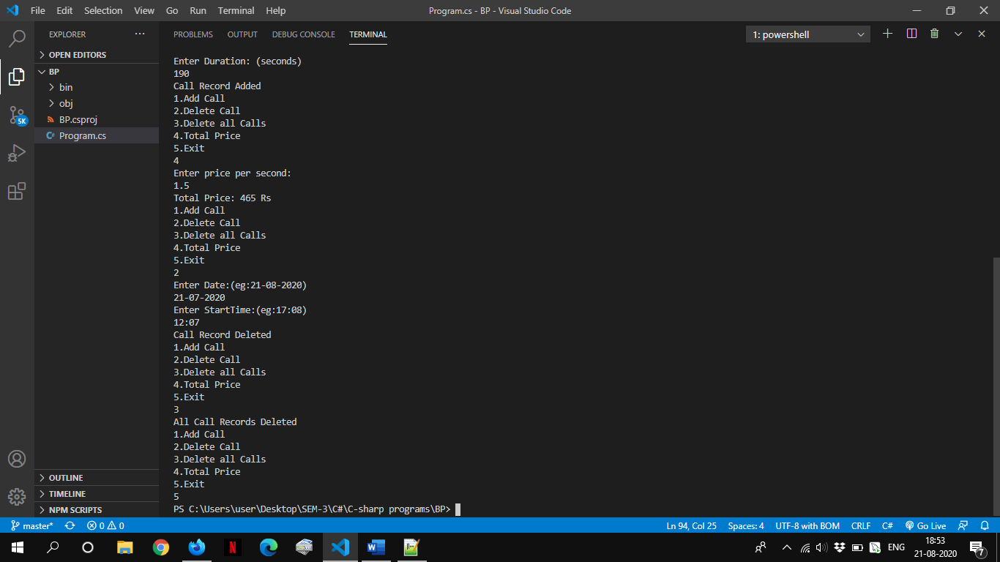 File Edit Selection View Go Run Terminal Help
Program.cs - BP - Visual Studio Code
EXPLORER
OPEN EDITORS
BP
bin
obj
BP.csproj
Program.cs
OUTLINE
TIMELINE
NPM SCRIPTS
5K
PROBLEMS OUTPUT DEBUG CONSOLE TERMINAL
1: powershell
Enter Duration: (seconds)
190
Call Record Added
1.Add Call
2.Delete Call
3.Delete all Calls
4.Total Price
5.Exit
4
Enter price per second:
1.5
Total Price: 465 Rs
1.Add Call
2.Delete Call
3.Delete all Calls
4.Total Price
5.Exit
2
Enter Date:(eg:21-08-2020)
21-07-2020
Enter StartTime:(eg:17:08)
12:07
Call Record Deleted
1.Add Call
2.Delete Call
3.Delete all Calls
4.Total Price
5.Exit
3
All Call Records Deleted
1.Add Call
2.Delete Call
3.Delete all Calls
4.Total Price
5.Exit
5
PS C:\Users\user\Desktop\SEM-3\C#\C-sharp programs\BP>
master* 0 0 Ln 94, Col 25 Spaces: 4 UTF-8 with BOM CRLF C# Go Live
ENG
18:53
21-08-2020
7